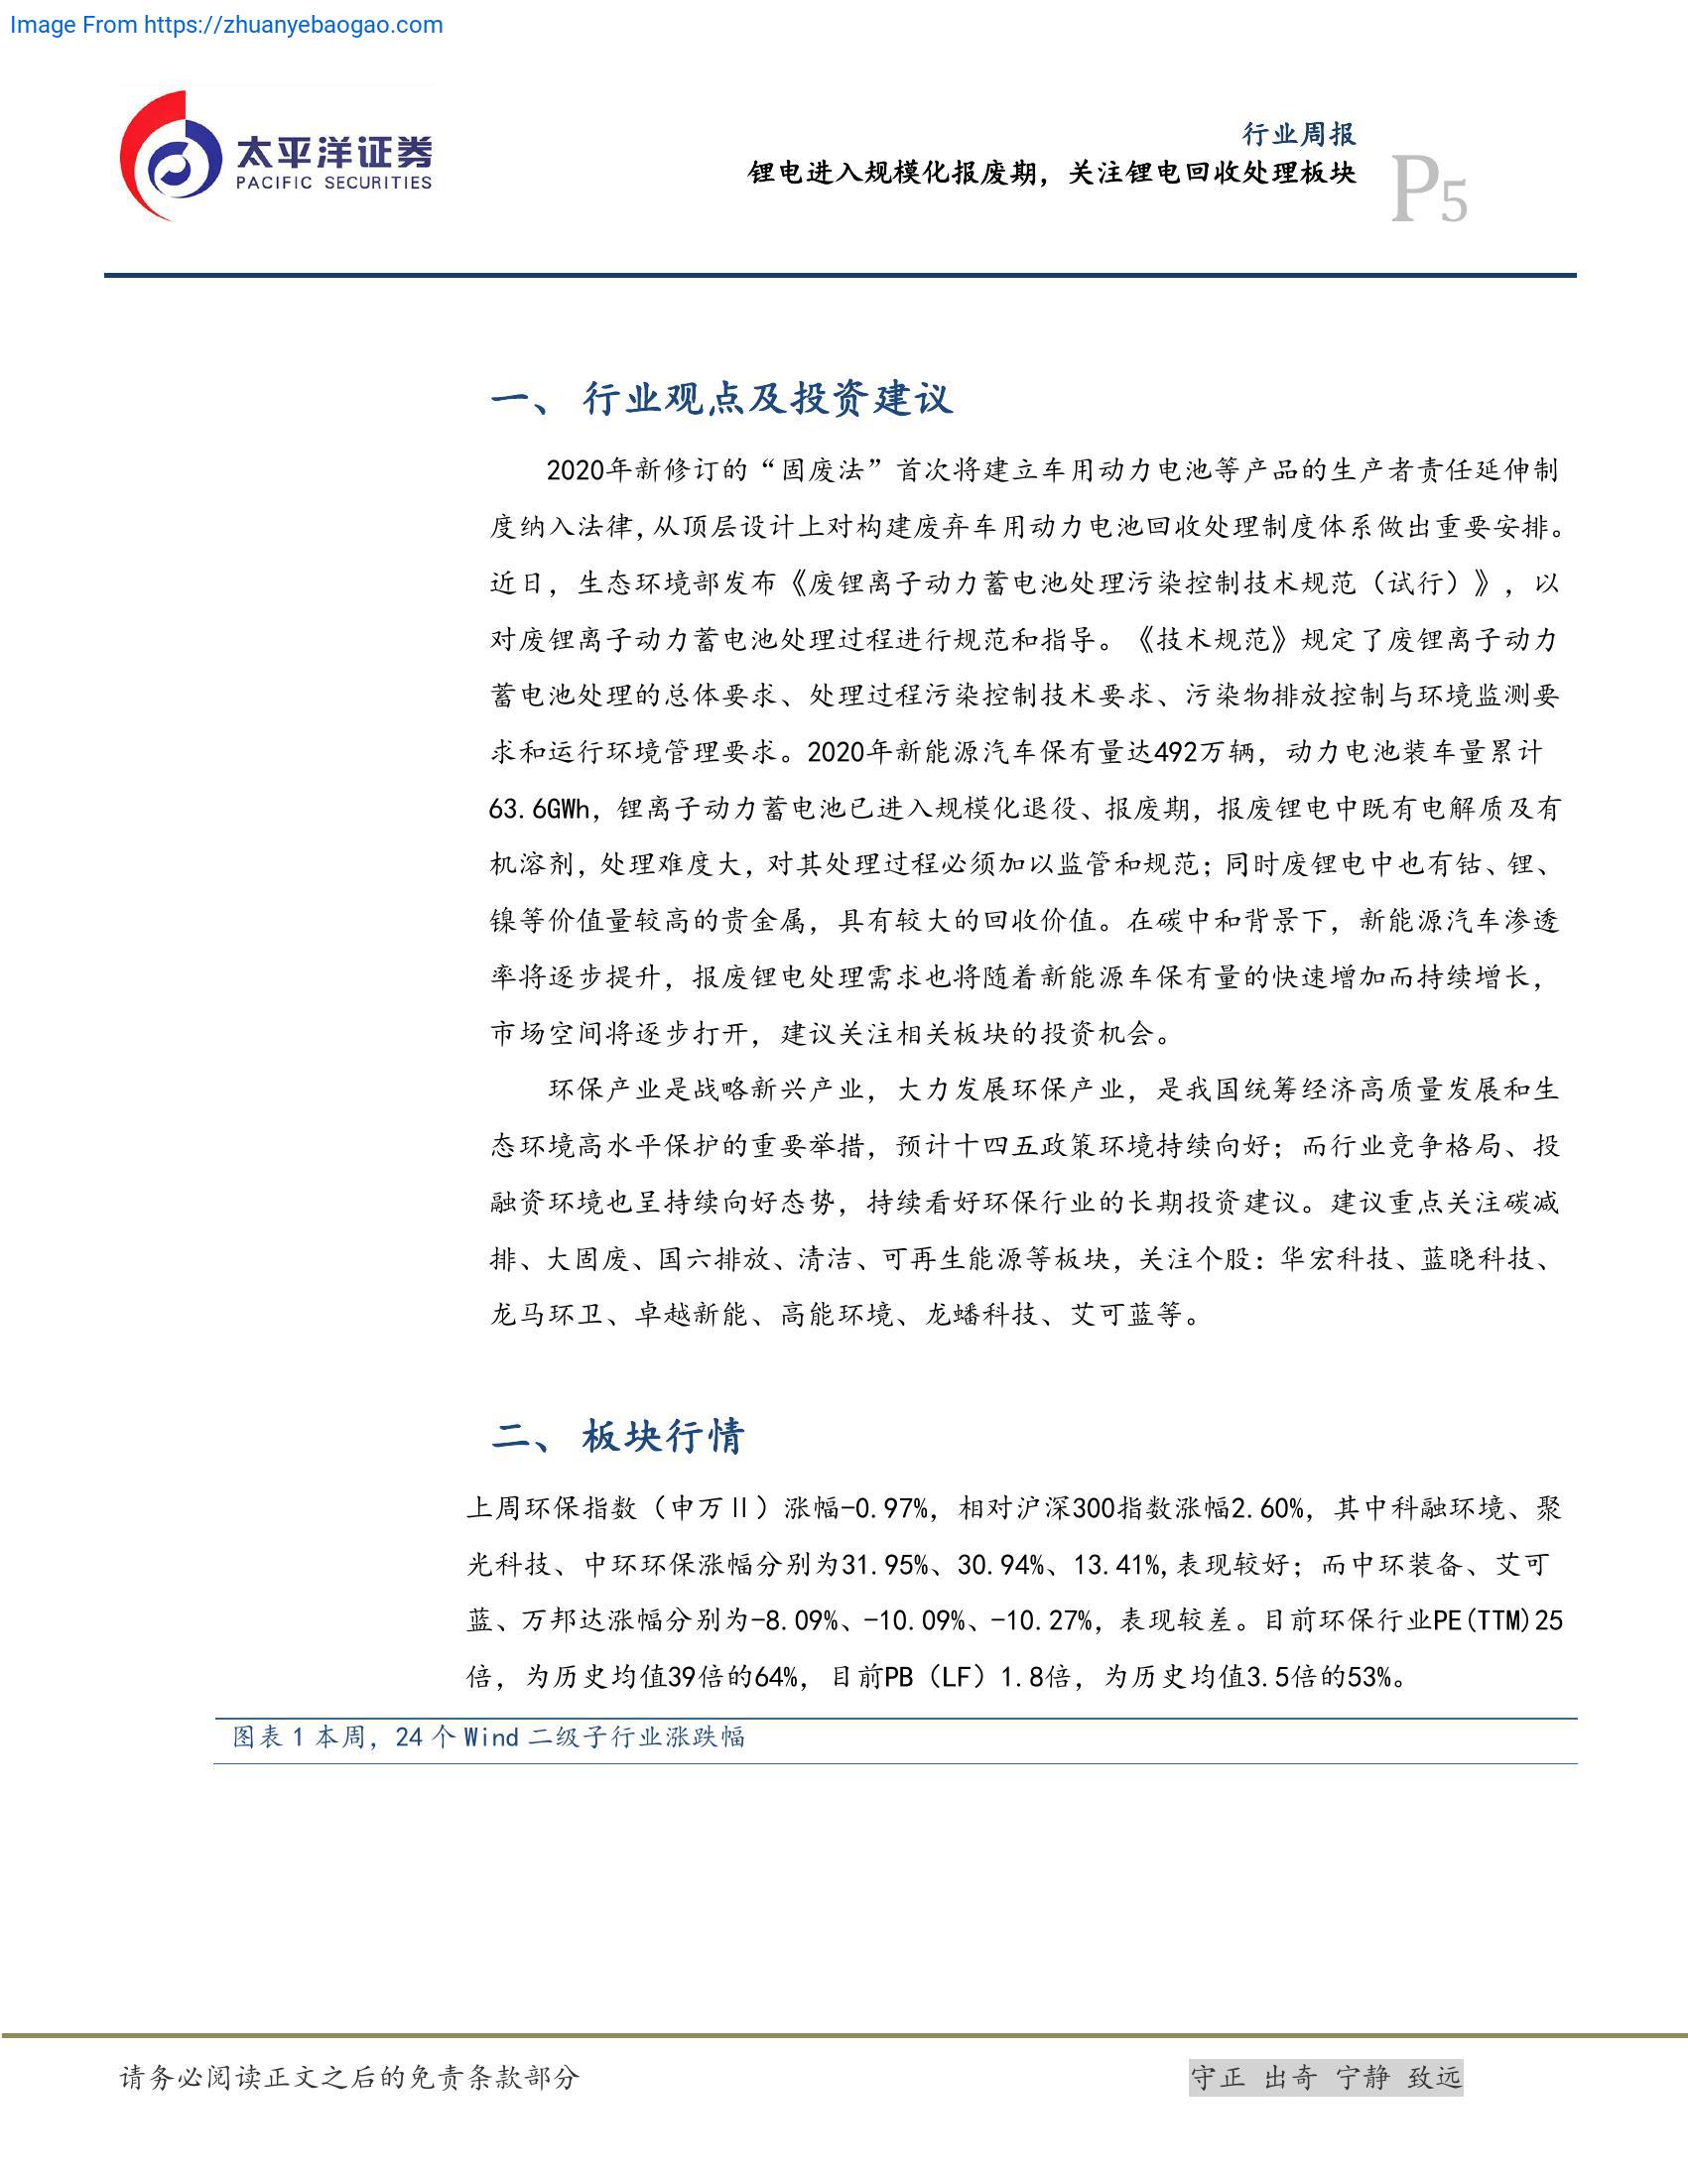 Image From https://zhuanyebaogao.com
太平洋证券
PACIFIC SECURITIES
行业周报
锂电进入规模化报废期，关注锂电回收处理板块
P5
一、 行业观点及投资建议
2020年新修订的“固废法”首次将建立车用动力电池等产品的生产者责任延伸制
度纳入法律,从顶层设计上对构建废弃车用动力电池回收处理制度体系做出重要安排。
近日，生态环境部发布《废锂离子动力蓄电池处理污染控制技术规范（试行）》，以
对废锂离子动力蓄电池处理过程进行规范和指导。《技术规范》规定了废锂离子动力
蓄电池处理的总体要求、处理过程污染控制技术要求、污染物排放控制与环境监测要
求和运行环境管理要求。2020年新能源汽车保有量达492万辆，动力电池装车量累计
63.6GWh，锂离子动力蓄电池已进入规模化退役、报废期，报废锂电中既有电解质及有
机溶剂，处理难度大，对其处理过程必须加以监管和规范；同时废锂电中也有钴、锂、
镍等价值量较高的贵金属，具有较大的回收价值。在碳中和背景下，新能源汽车渗透
率将逐步提升，报废锂电处理需求也将随着新能源车保有量的快速增加而持续增长，
市场空间将逐步打开，建议关注相关板块的投资机会。
环保产业是战略新兴产业，大力发展环保产业，是我国统筹经济高质量发展和生
态环境高水平保护的重要举措，预计十四五政策环境持续向好；而行业竞争格局、投
融资环境也呈持续向好态势，持续看好环保行业的长期投资建议。建议重点关注碳减
排、大固废、国六排放、清洁、可再生能源等板块，关注个股：华宏科技、蓝晓科技、
龙马环卫、卓越新能、高能环境、龙蟠科技、艾可蓝等。
二、 板块行情
上周环保指数（申万Ⅱ）涨幅-0.97%，相对沪深300指数涨幅2.60%，其中科融环境、聚
光科技、中环环保涨幅分别为31.95%、30.94%、13.41%,表现较好；而中环装备、艾可
蓝、万邦达涨幅分别为-8.09%、-10.09%、-10.27%，表现较差。目前环保行业PE(TTM)25
倍，为历史均值39倍的64%，目前PB（LF）1.8倍，为历史均值3.5倍的53%。
图表 1 本周，24 个 Wind 二级子行业涨跌幅
请务必阅读正文之后的免责条款部分
守正 出奇 宁静 致远